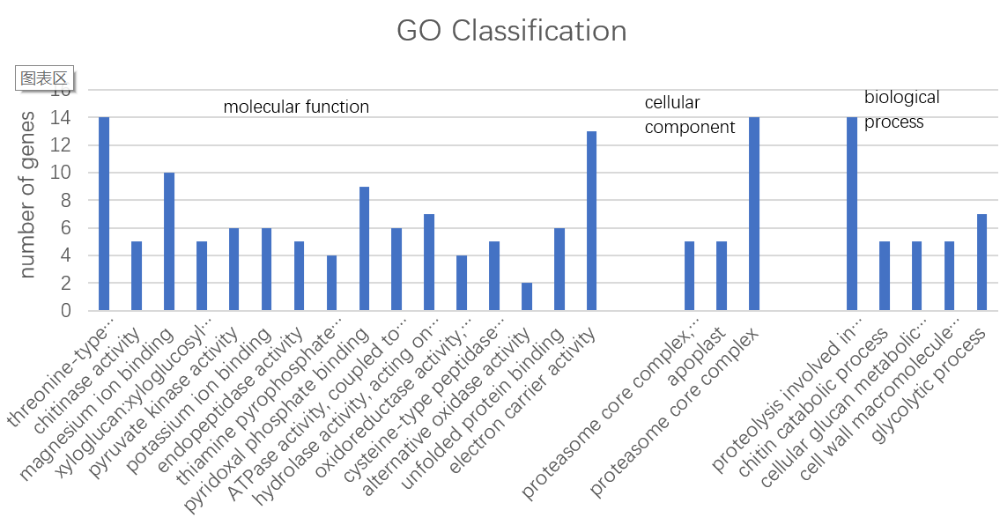 GO Classification
图表区
16
molecular function
cellular
component
biological
process
number of genes
14
12
10
8
6
4
2
0
threonine-type…
chitinase activity
magnesium ion binding
xyloglucan:xyloglucosyl…
pyruvate kinase activity
potassium ion binding
endopeptidase activity
thiamine pyrophosphate…
pyridoxal phosphate binding
ATPase activity, coupled to…
hydrolase activity, acting on…
oxidoreductase activity,…
cysteine-type peptidase…
alternative oxidase activity
unfolded protein binding
electron carrier activity
proteasome core complex,…
apoplast
proteasome core complex
proteolysis involved in…
chitin catabolic process
cellular glucan metabolic…
cell wall macromolecule…
glycolytic process